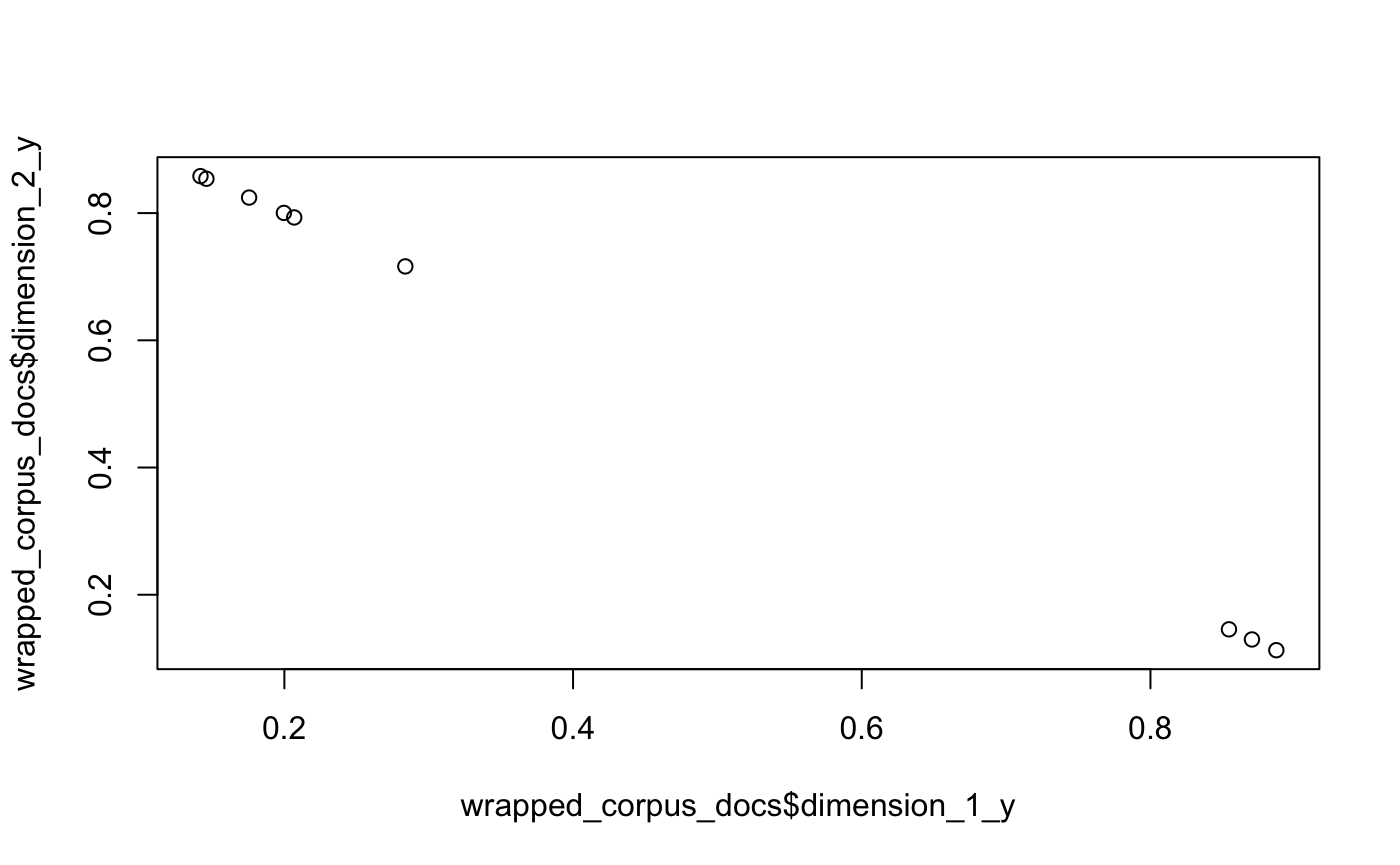 wrapped_corpus_docs$dimension_2_y
0.8
0.6
0.4
0.2
0.2 0.4 0.6 0.8
wrapped_corpus_docs$dimension_1_y